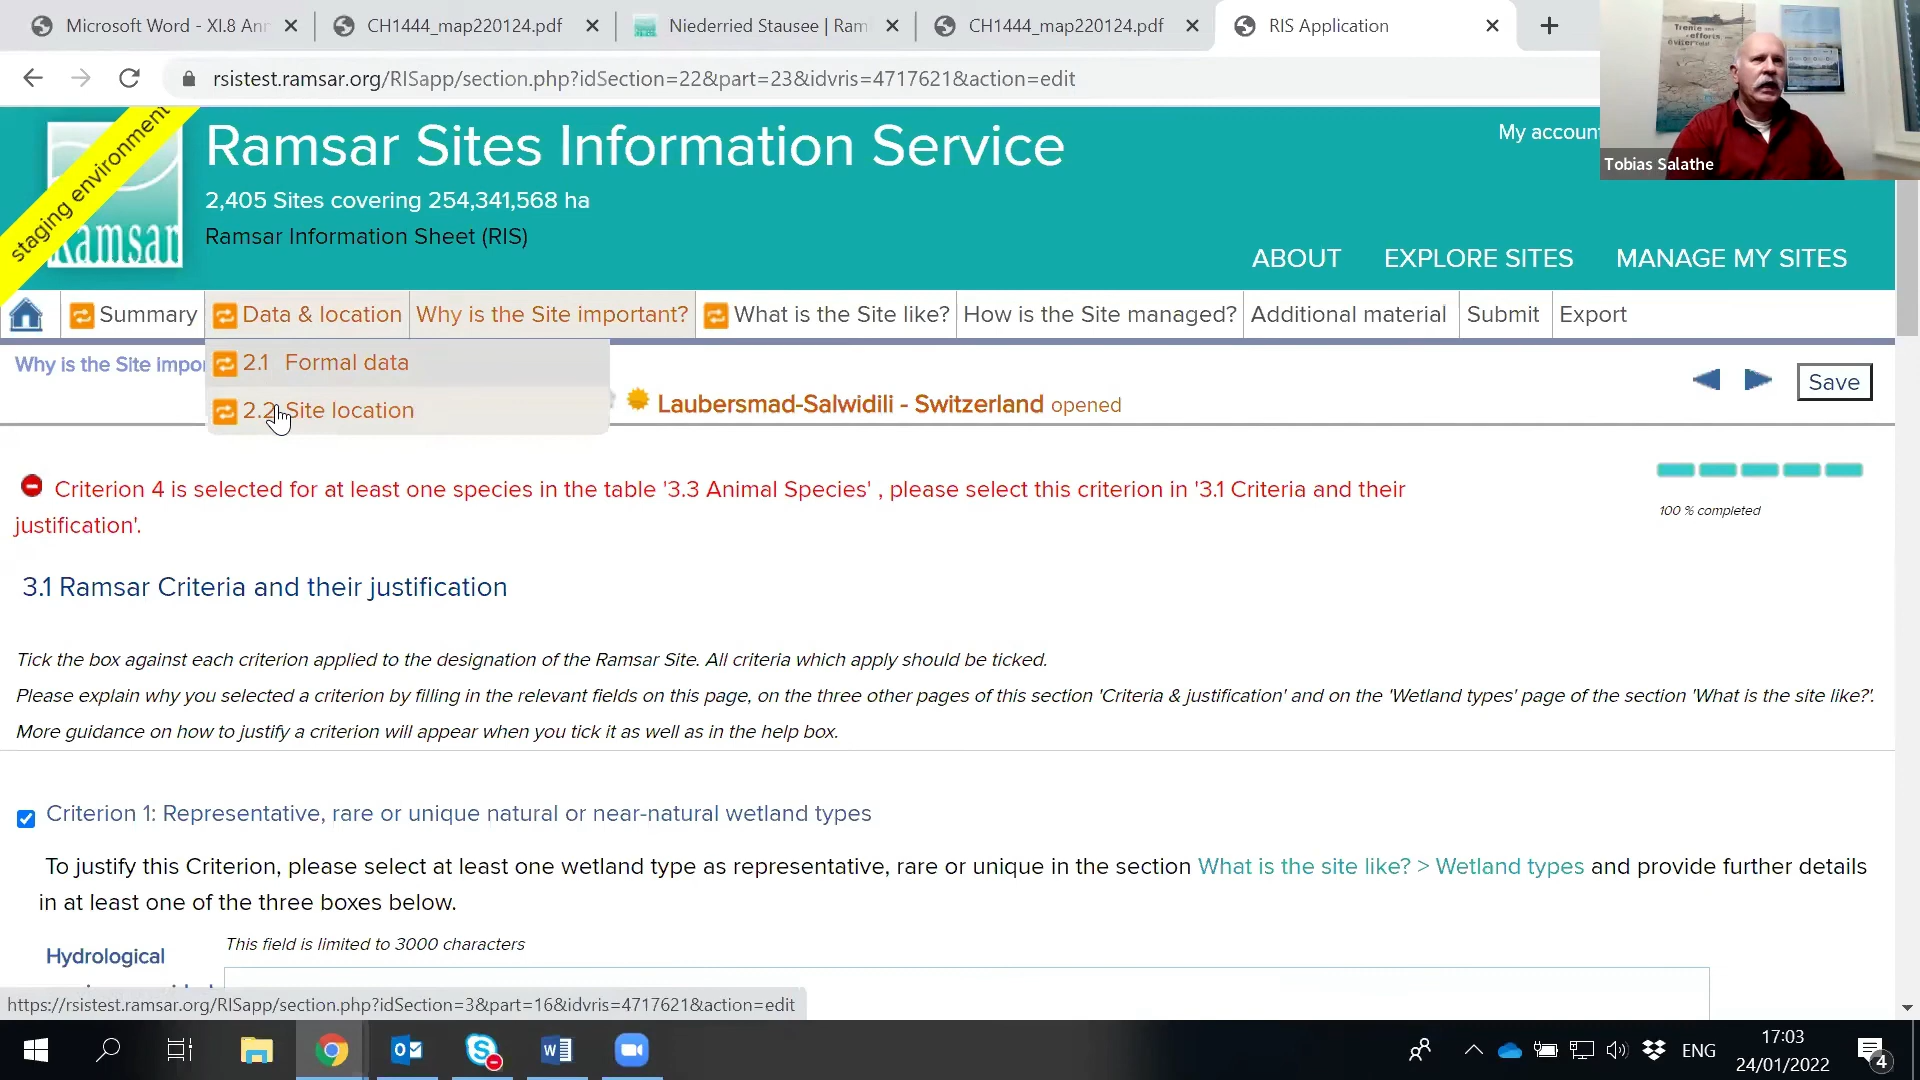 Microsoft Word - XI.8 Ann
CH1444_map220124.pdf
Niederried Stausee | Ram
CH1444_map220124.pdf
RIS Application
rsistest.ramsar.org/RISapp/section.php?idSection=22&part=23&idvris=4717621&action=edit
Trente ans
efforts
Tobias Salathe
staging environment
Ramsar
Ramsar Sites Information Service
2,405 Sites covering 254,341,568 ha
Ramsar Information Sheet (RIS)
My account
ABOUT EXPLORE SITES MANAGE MY SITES
Summary Data & location Why is the Site important? What is the Site like? How is the Site managed? Additional material Submit Export
Why is the Site impor
2.1 Formal data
2.2 Site location
Laubersmad-Salwidili - Switzerland opened
Save
Criterion 4 is selected for at least one species in the table '3.3 Animal Species' , please select this criterion in '3.1 Criteria and their
justification'.
100 % completed
3.1 Ramsar Criteria and their justification
Tick the box against each criterion applied to the designation of the Ramsar Site. All criteria which apply should be ticked.
Please explain why you selected a criterion by filling in the relevant fields on this page, on the three other pages of this section 'Criteria & justification' and on the 'Wetland types' page of the section 'What is the site like?'.
More guidance on how to justify a criterion will appear when you tick it as well as in the help box.
Criterion 1: Representative, rare or unique natural or near-natural wetland types
To justify this Criterion, please select at least one wetland type as representative, rare or unique in the section What is the site like? > Wetland types and provide further details
in at least one of the three boxes below.
This field is limited to 3000 characters
Hydrological
https://rsistest.ramsar.org/RISapp/section.php?idSection=3&part=16&idvris=4717621&action=edit
ENG
17:03
24/01/2022
4